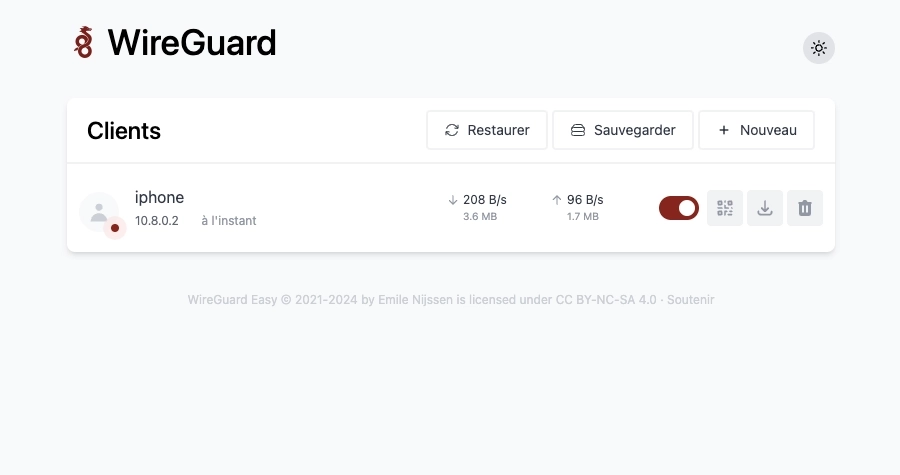 WireGuard
Clients
Restaurer
Sauvegarder
Nouveau
iphone
10.8.0.2 à l'instant
↓ 208 B/s
3.6 MB
↑ 96 B/s
1.7 MB
WireGuard Easy © 2021-2024 by Emile Nijssen is licensed under CC BY-NC-SA 4.0 · Soutenir